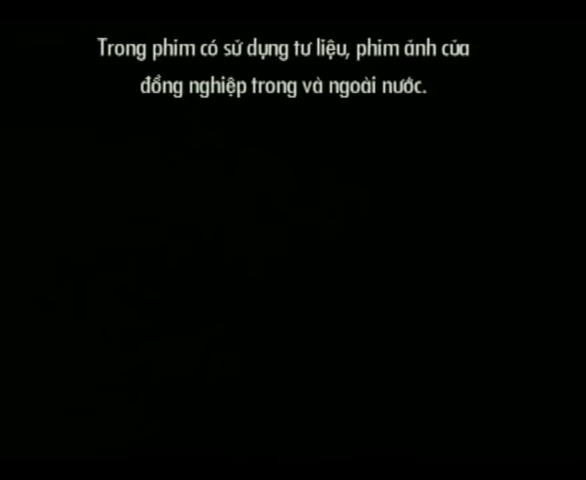 Trong phim có sử dụng tư liệu, phim ảnh của
đồng nghiệp trong và ngoài nước.